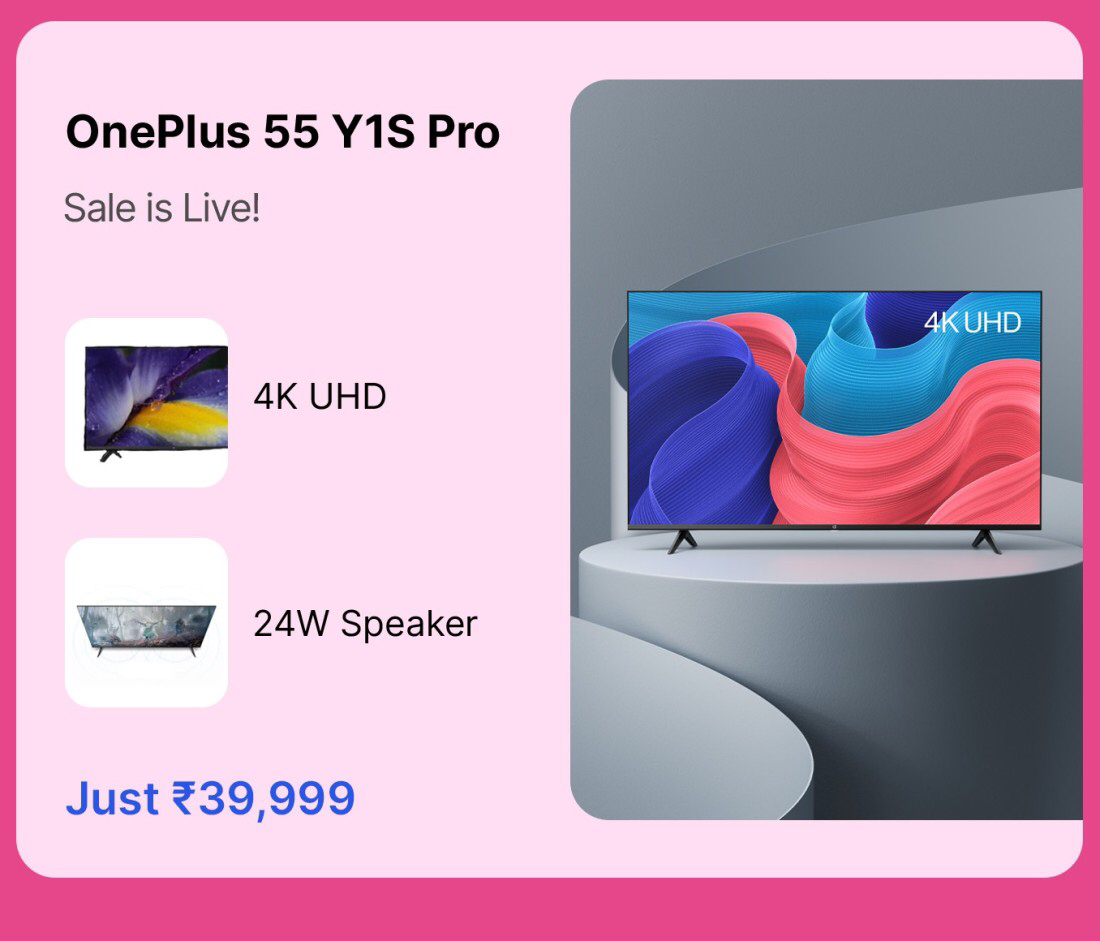 OnePlus 55 Y1S Pro
Sale is Live!
4K UHD
24W Speaker
Just ₹39,999
4K UHD